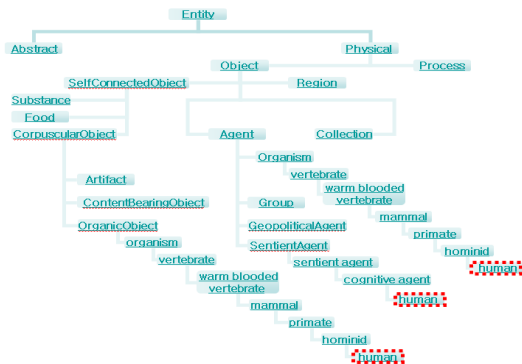 Entity
Abstract
Physical
Object
Process
SelfConnectedObject
Region
Substance
Food
CorpuscularObject
Agent
Collection
Organism
vertebrate
warm blooded
vertebrate
mammal
primate
hominid
human
Artifact
ContentBearingObject
OrganicObject
Group
GeopoliticalAgent
SentientAgent
sentient agent
cognitive agent
human
organism
vertebrate
warm blooded
vertebrate
mammal
primate
hominid
human